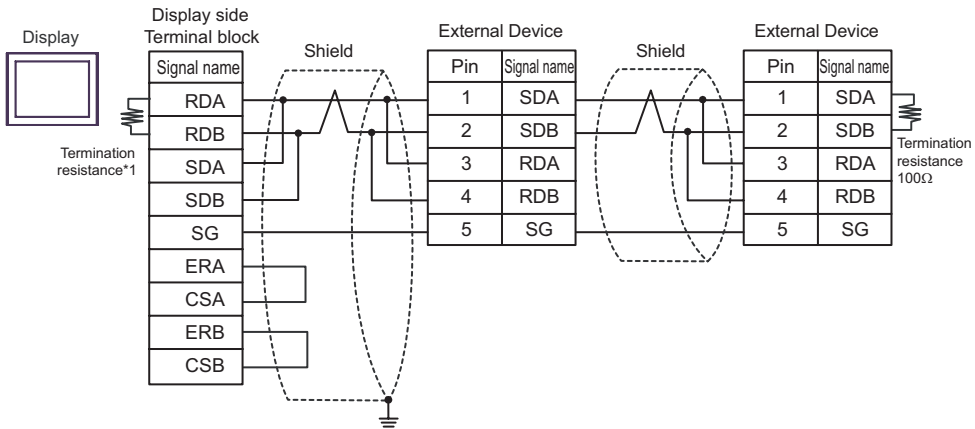 Display
Display side
Terminal block
Signal name
RDA
RDB
SDA
SDB
SG
ERA
CSA
ERB
CSB
Termination
resistance*1
Shield
External Device
Pin Signal name
1 SDA
2 SDB
3 RDA
4 RDB
5 SG
Shield
External Device
Pin Signal name
1 SDA
2 SDB
3 RDA
4 RDB
5 SG
Termination
resistance
100Ω